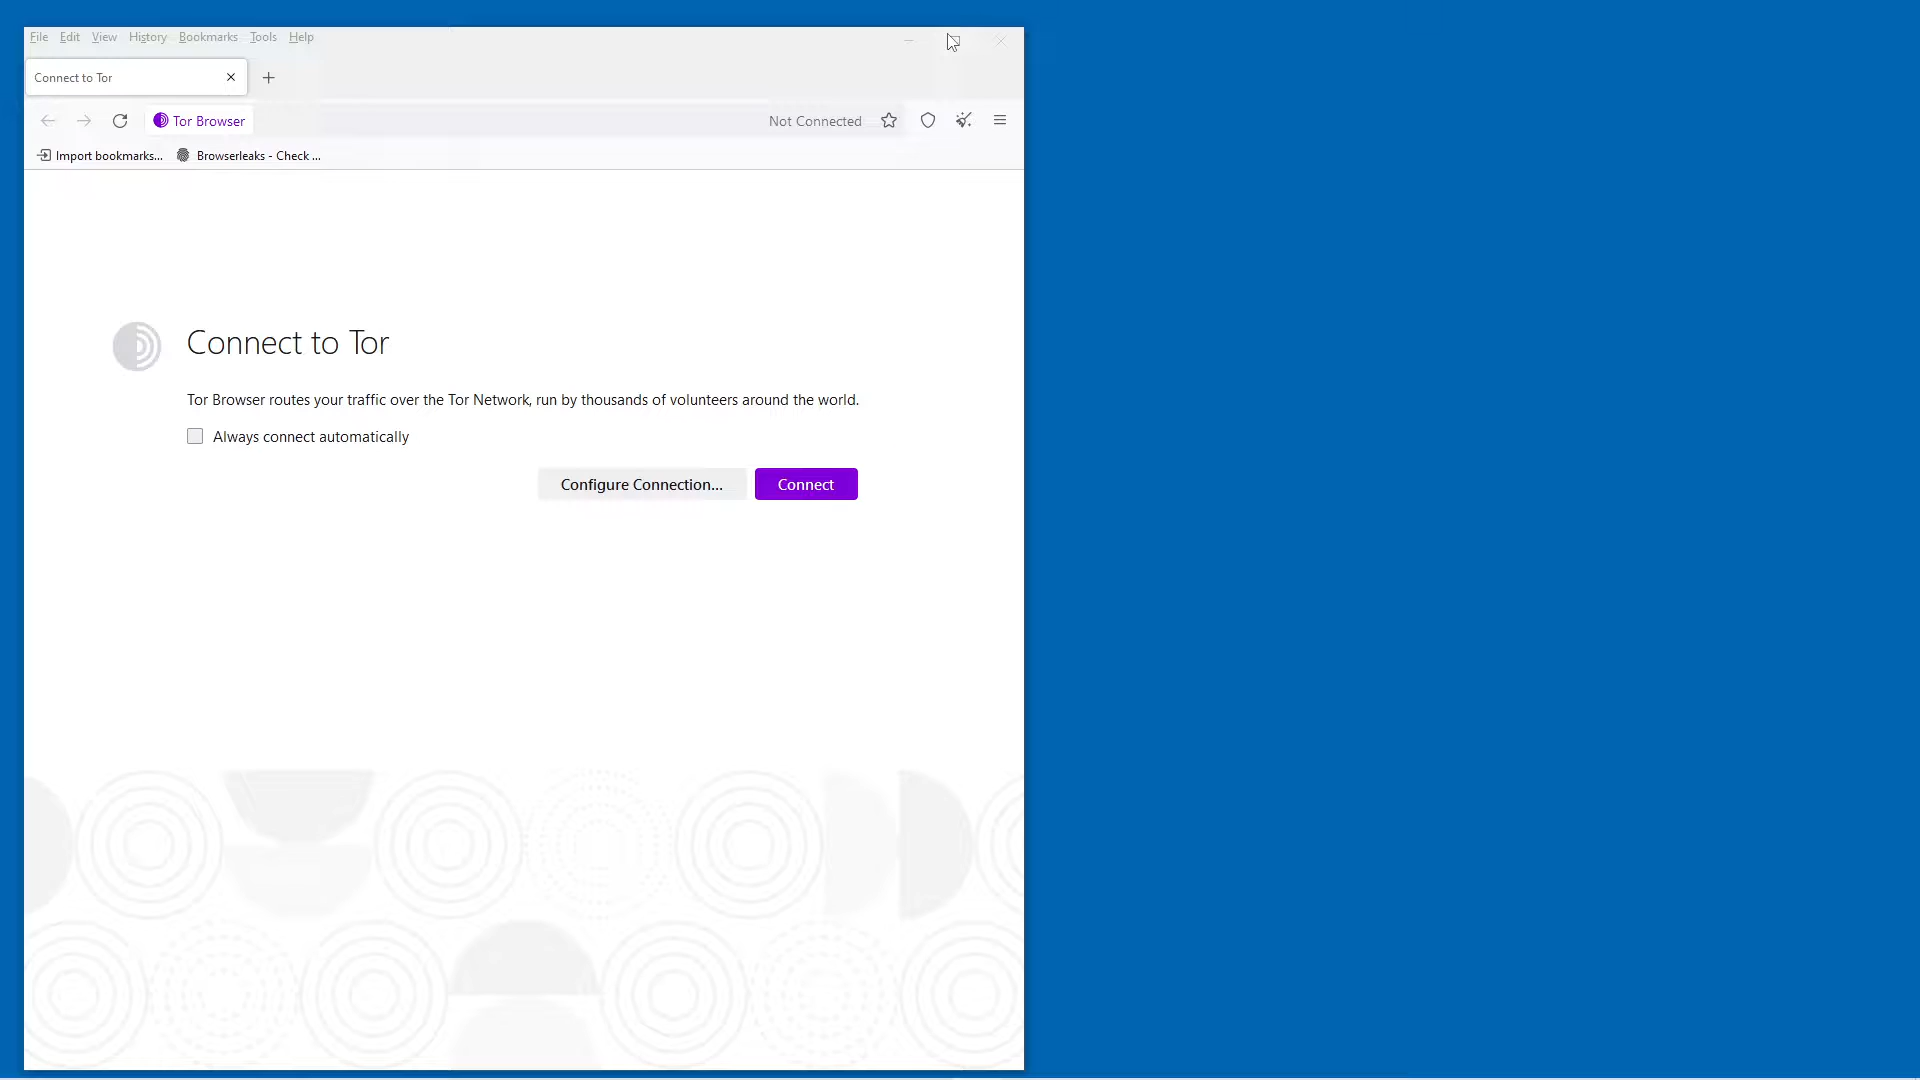 File Edit View History Bookmarks Tools Help
Connect to Tor
Tor Browser Not Connected
Import bookmarks... Browserleaks - Check ...
Connect to Tor
Tor Browser routes your traffic over the Tor Network, run by thousands of volunteers around the world.
Always connect automatically
Configure Connection... Connect